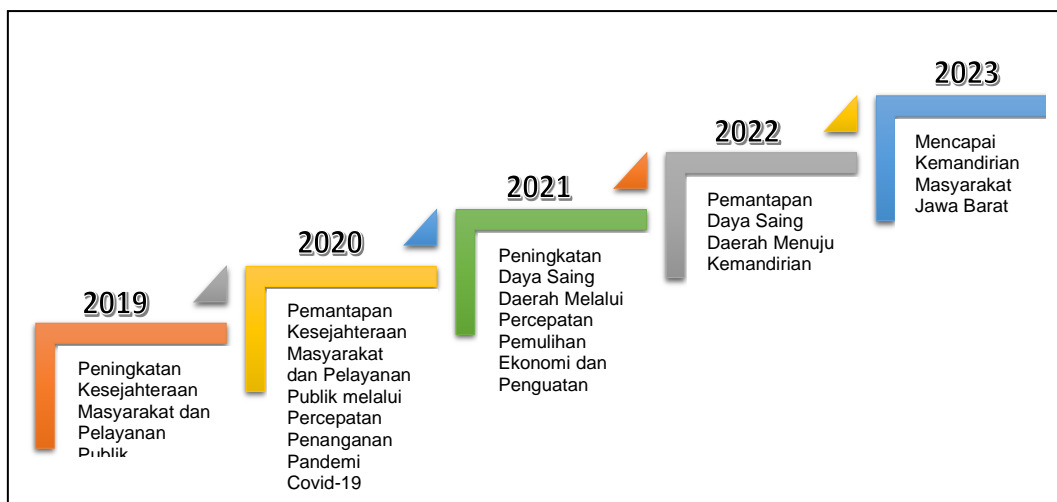 2019
Peningkatan
Kesejahteraan
Masyarakat dan
Pelayanan
Publik
2020
Pemantapan
Kesejahteraan
Masyarakat
dan Pelayanan
Publik melalui
Percepatan
Penanganan
Pandemi
Covid-19
2021
Peningkatan
Daya Saing
Daerah Melalui
Percepatan
Pemulihan
Ekonomi dan
Penguatan
2022
Pemantapan
Daya Saing
Daerah Menuju
Kemandirian
2023
Mencapai
Kemandirian
Masyarakat
Jawa Barat